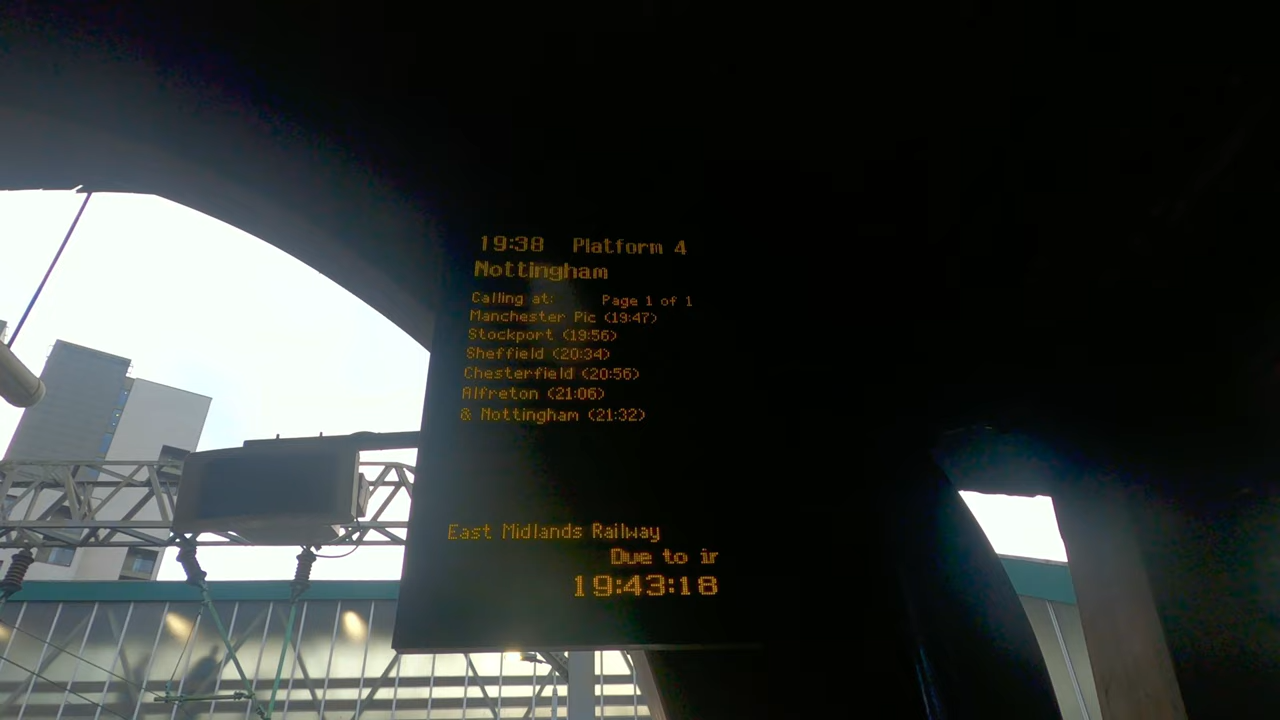 19:38 Platform 4
Nottingham
Calling at: Page 1 of 1
Manchester Pic (19:47)
Stockport (19:56)
Sheffield (20:34)
Chesterfield (20:56)
Alfreton (21:06)
& Nottingham (21:32)
East Midlands Railway
Due to ir
19:43:18